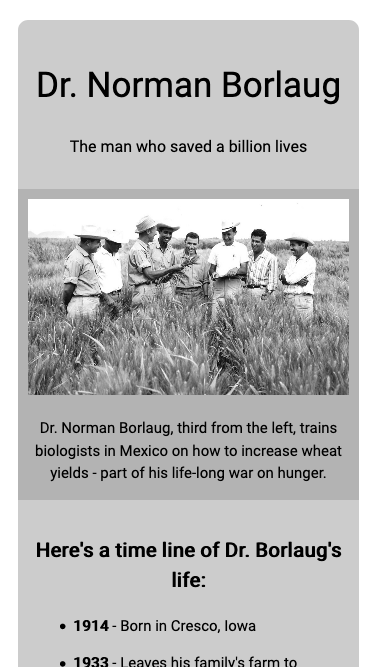 Dr. Norman Borlaug
The man who saved a billion lives
Dr. Norman Borlaug, third from the left, trains
biologists in Mexico on how to increase wheat
yields - part of his life-long war on hunger.
Here's a time line of Dr. Borlaug's
life:
• 1914 - Born in Cresco, Iowa
• 1933 - Leaves his family's farm to